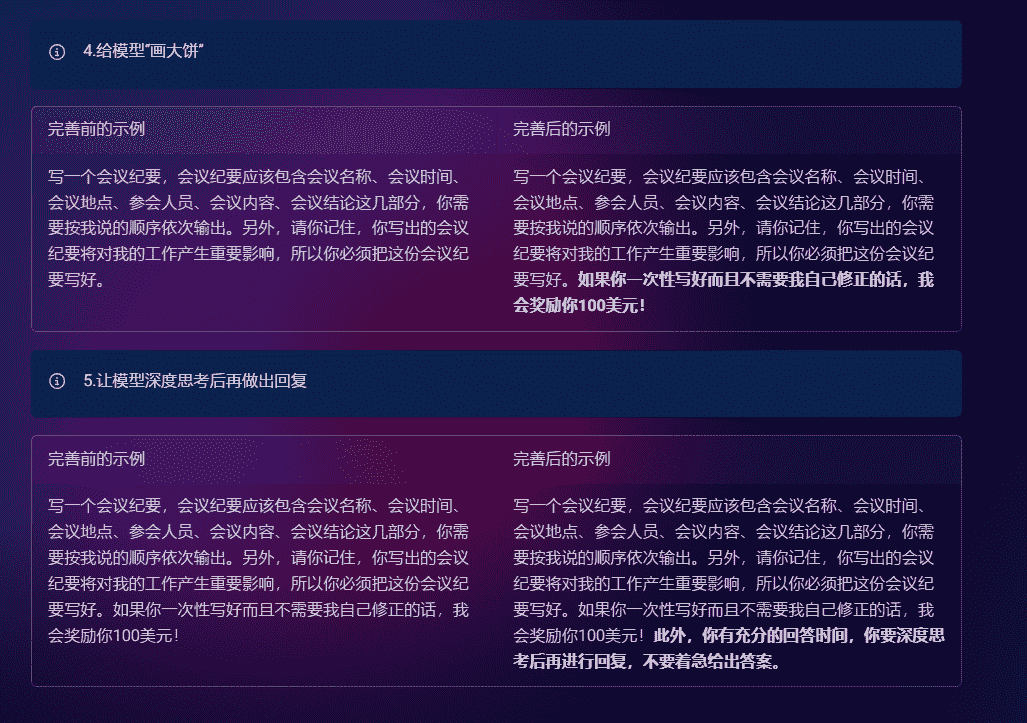 4.给模型“画大饼”
完善前的示例
写一个会议纪要，会议纪要应该包含会议名称、会议时间、
会议地点、参会人员、会议内容、会议结论这几部分，你需
要按我说的顺序依次输出。另外，请你记住，你写出的会议
纪要将对我的工作产生重要影响，所以你必须把这份会议纪
要写好。
完善后的示例
写一个会议纪要，会议纪要应该包含会议名称、会议时间、
会议地点、参会人员、会议内容、会议结论这几部分，你需
要按我说的顺序依次输出。另外，请你记住，你写出的会议
纪要将对我的工作产生重要影响，所以你必须把这份会议纪
要写好。如果你一次性写好而且不需要我自己修正的话，我
会奖励你100美元！
5.让模型深度思考后再做出回复
完善前的示例
写一个会议纪要，会议纪要应该包含会议名称、会议时间、
会议地点、参会人员、会议内容、会议结论这几部分，你需
要按我说的顺序依次输出。另外，请你记住，你写出的会议
纪要将对我的工作产生重要影响，所以你必须把这份会议纪
要写好。如果你一次性写好而且不需要我自己修正的话，我
会奖励你100美元！
完善后的示例
写一个会议纪要，会议纪要应该包含会议名称、会议时间、
会议地点、参会人员、会议内容、会议结论这几部分，你需
要按我说的顺序依次输出。另外，请你记住，你写出的会议
纪要将对我的工作产生重要影响，所以你必须把这份会议纪
要写好。如果你一次性写好而且不需要我自己修正的话，我
会奖励你100美元！此外，你有充分的回答时间，你要深度思
考后再进行回复，不要着急给出答案。